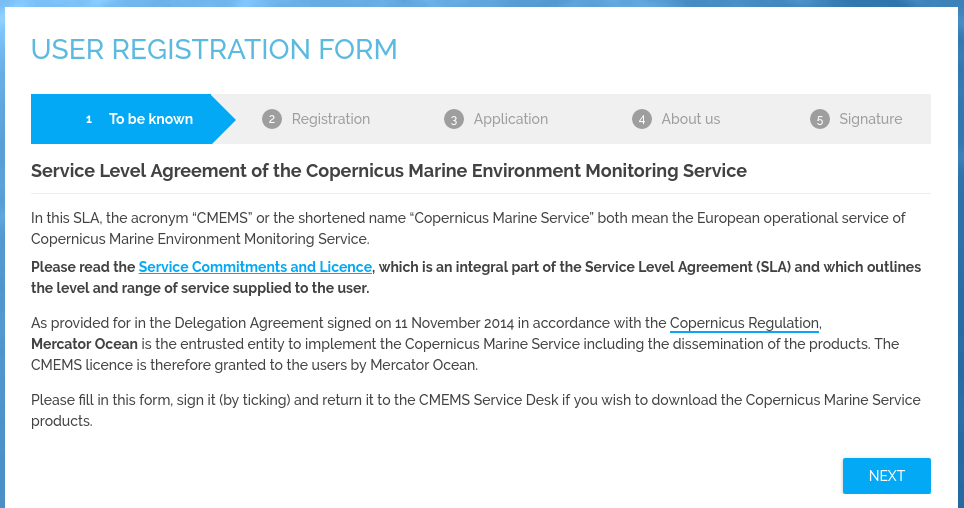 USER REGISTRATION FORM
1 To be known 2 Registration 3 Application 4 About us 5 Signature
Service Level Agreement of the Copernicus Marine Environment Monitoring Service
In this SLA, the acronym “CMEMS” or the shortened name “Copernicus Marine Service” both mean the European operational service of
Copernicus Marine Environment Monitoring Service.
Please read the Service Commitments and Licence, which is an integral part of the Service Level Agreement (SLA) and which outlines
the level and range of service supplied to the user.
As provided for in the Delegation Agreement signed on 11 November 2014 in accordance with the Copernicus Regulation,
Mercator Ocean is the entrusted entity to implement the Copernicus Marine Service including the dissemination of the products. The
CMEMS licence is therefore granted to the users by Mercator Ocean.
Please fill in this form, sign it (by ticking) and return it to the CMEMS Service Desk if you wish to download the Copernicus Marine Service
products.
NEXT